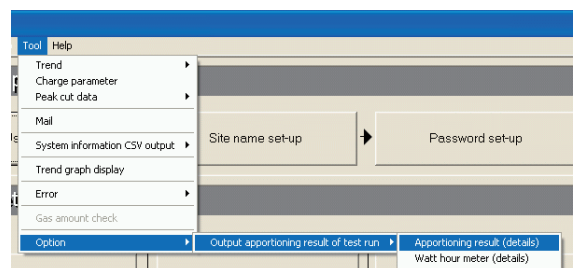 Tool Help
Trend
Charge parameter
Peak cut data
Mail
System information CSV output
Site name set-up
Password set-up
Trend graph display
Error
Gas amount check
Option
Output apportioning result of test run
Apportioning result (details)
Watt hour meter (details)